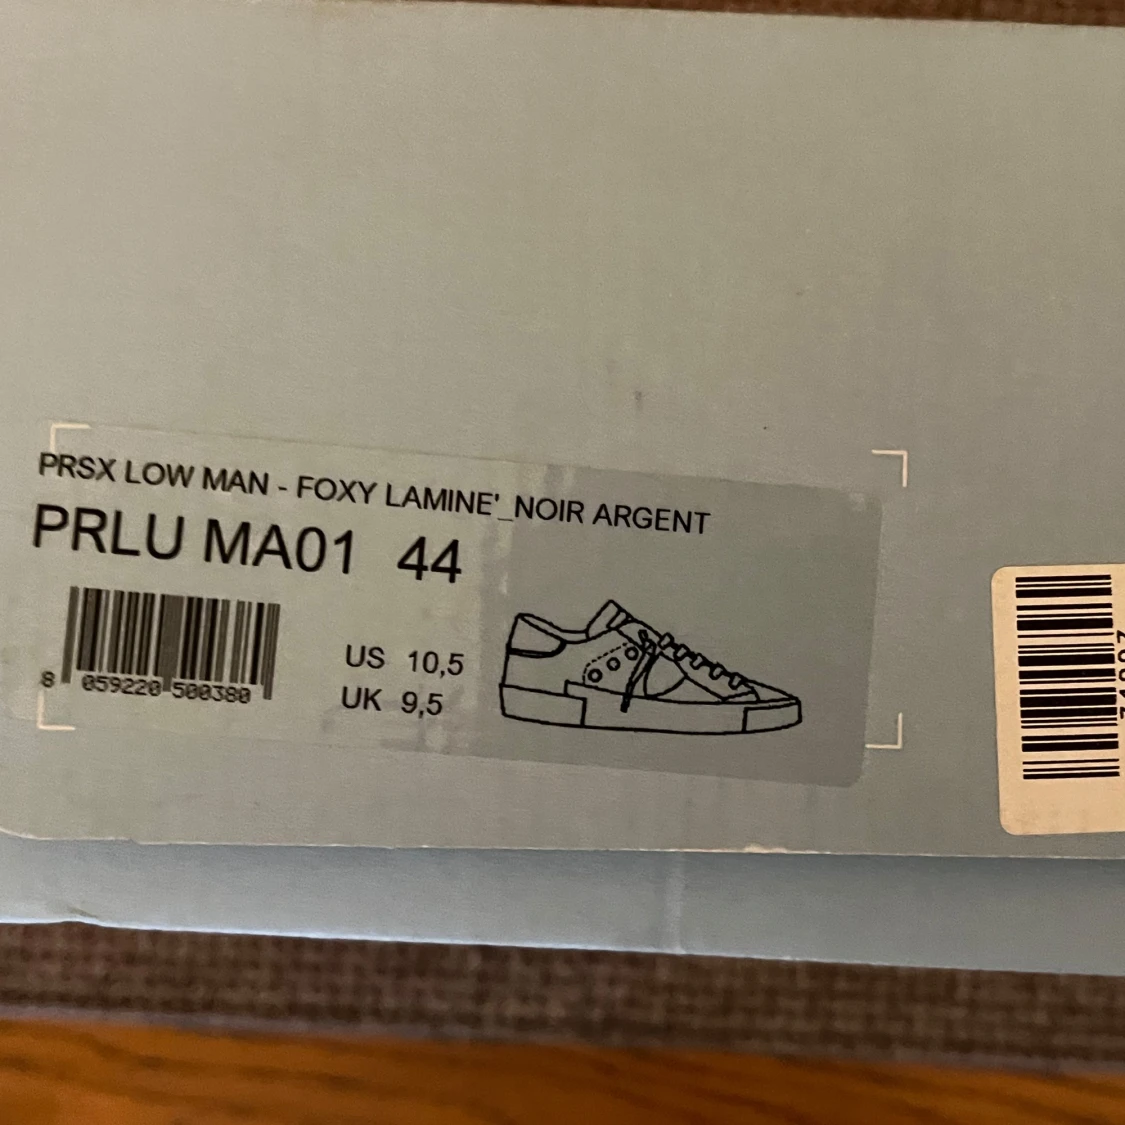 PRSX LOW MAN - FOXY LAMINE'_NOIR ARGENT
PRLU MA01 44
US 10,5
UK 9,5
8 059220 500380